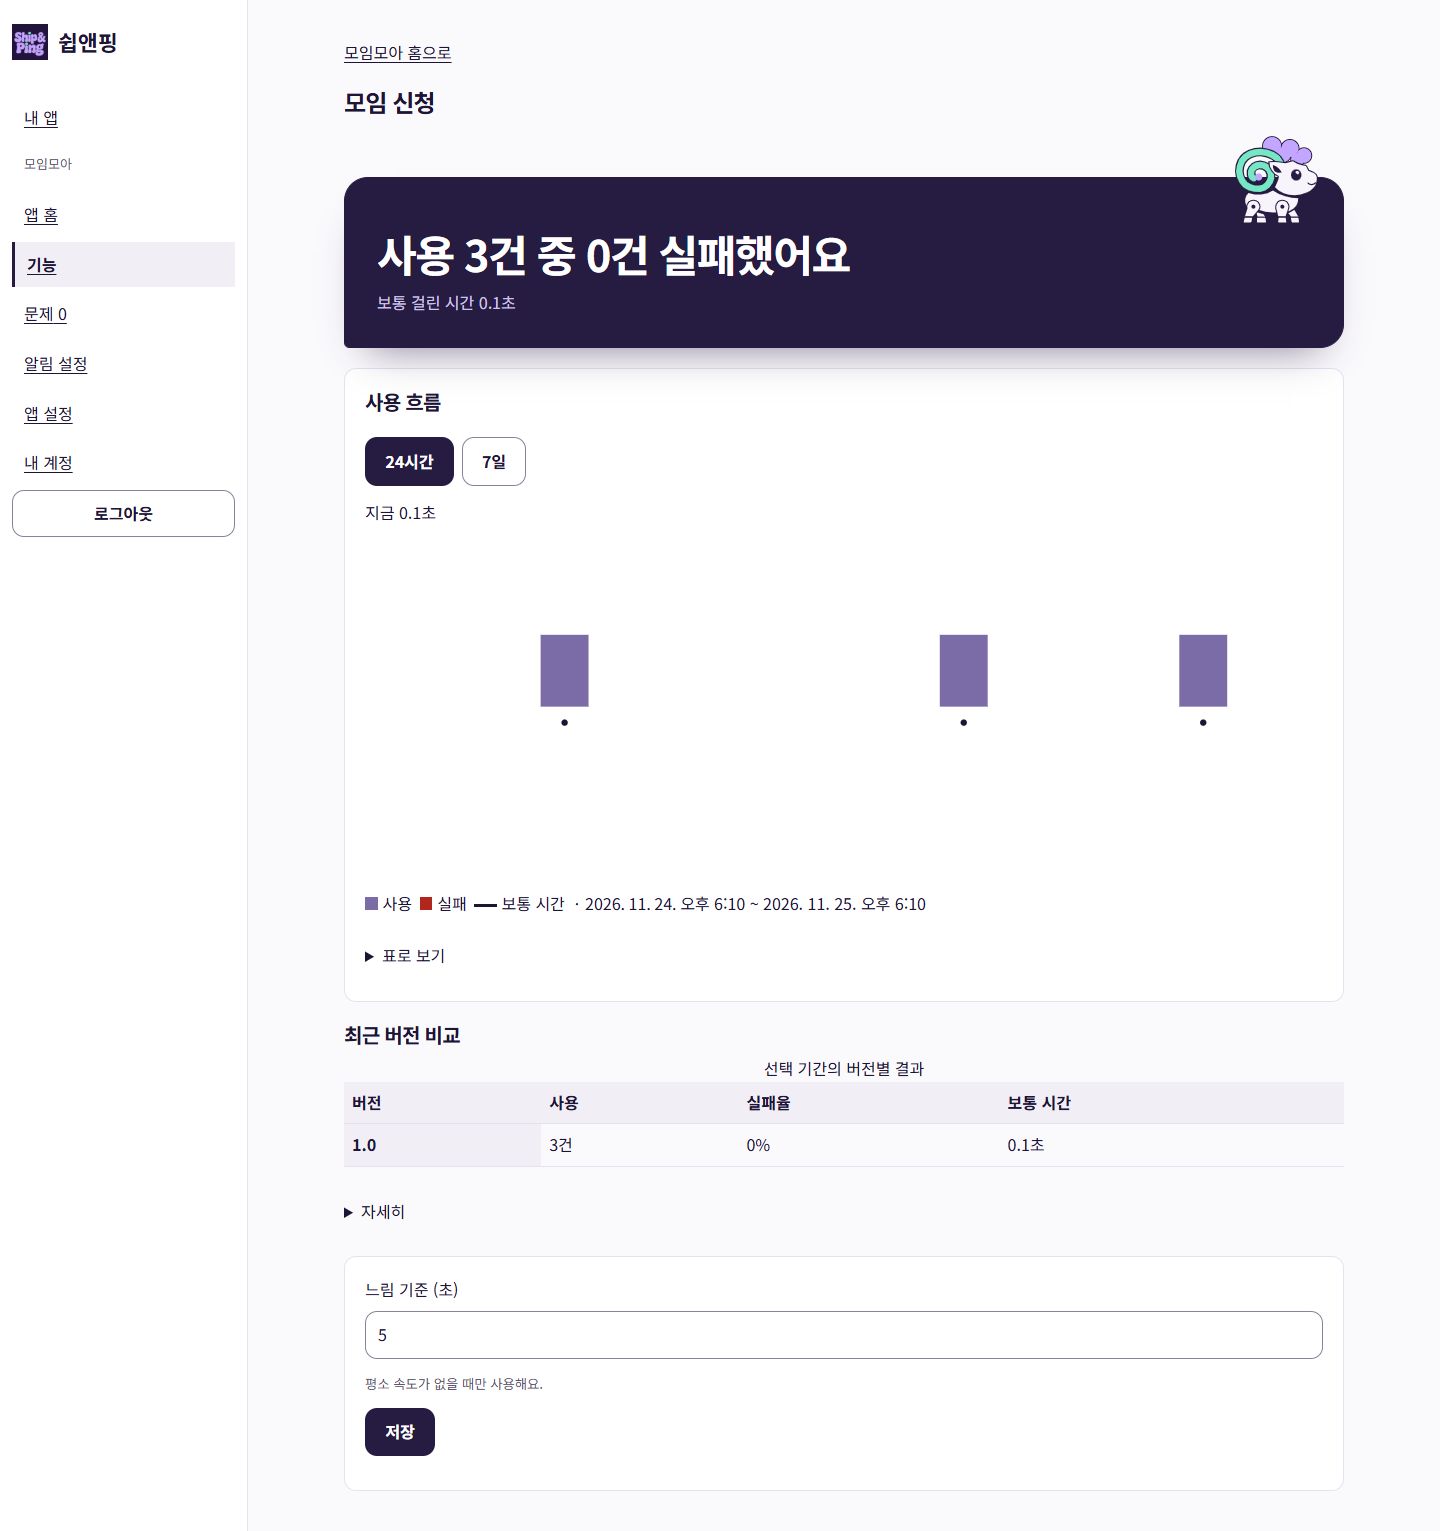 Ship&
Ping
쉽앤핑
내 앱
모임모아
앱 홈
기능
문제 0
알림 설정
앱 설정
내 계정
로그아웃
모임모아 홈으로
모임 신청
사용 3건 중 0건 실패했어요
보통 걸린 시간 0.1초
사용 흐름
24시간 7일
지금 0.1초
사용 실패 보통 시간 · 2026. 11. 24. 오후 6:10 ~ 2026. 11. 25. 오후 6:10
▶ 표로 보기
최근 버전 비교
선택 기간의 버전별 결과
버전 사용 실패율 보통 시간
1.0 3건 0% 0.1초
▶ 자세히
느림 기준 (초)
5
평소 속도가 없을 때만 사용해요.
저장